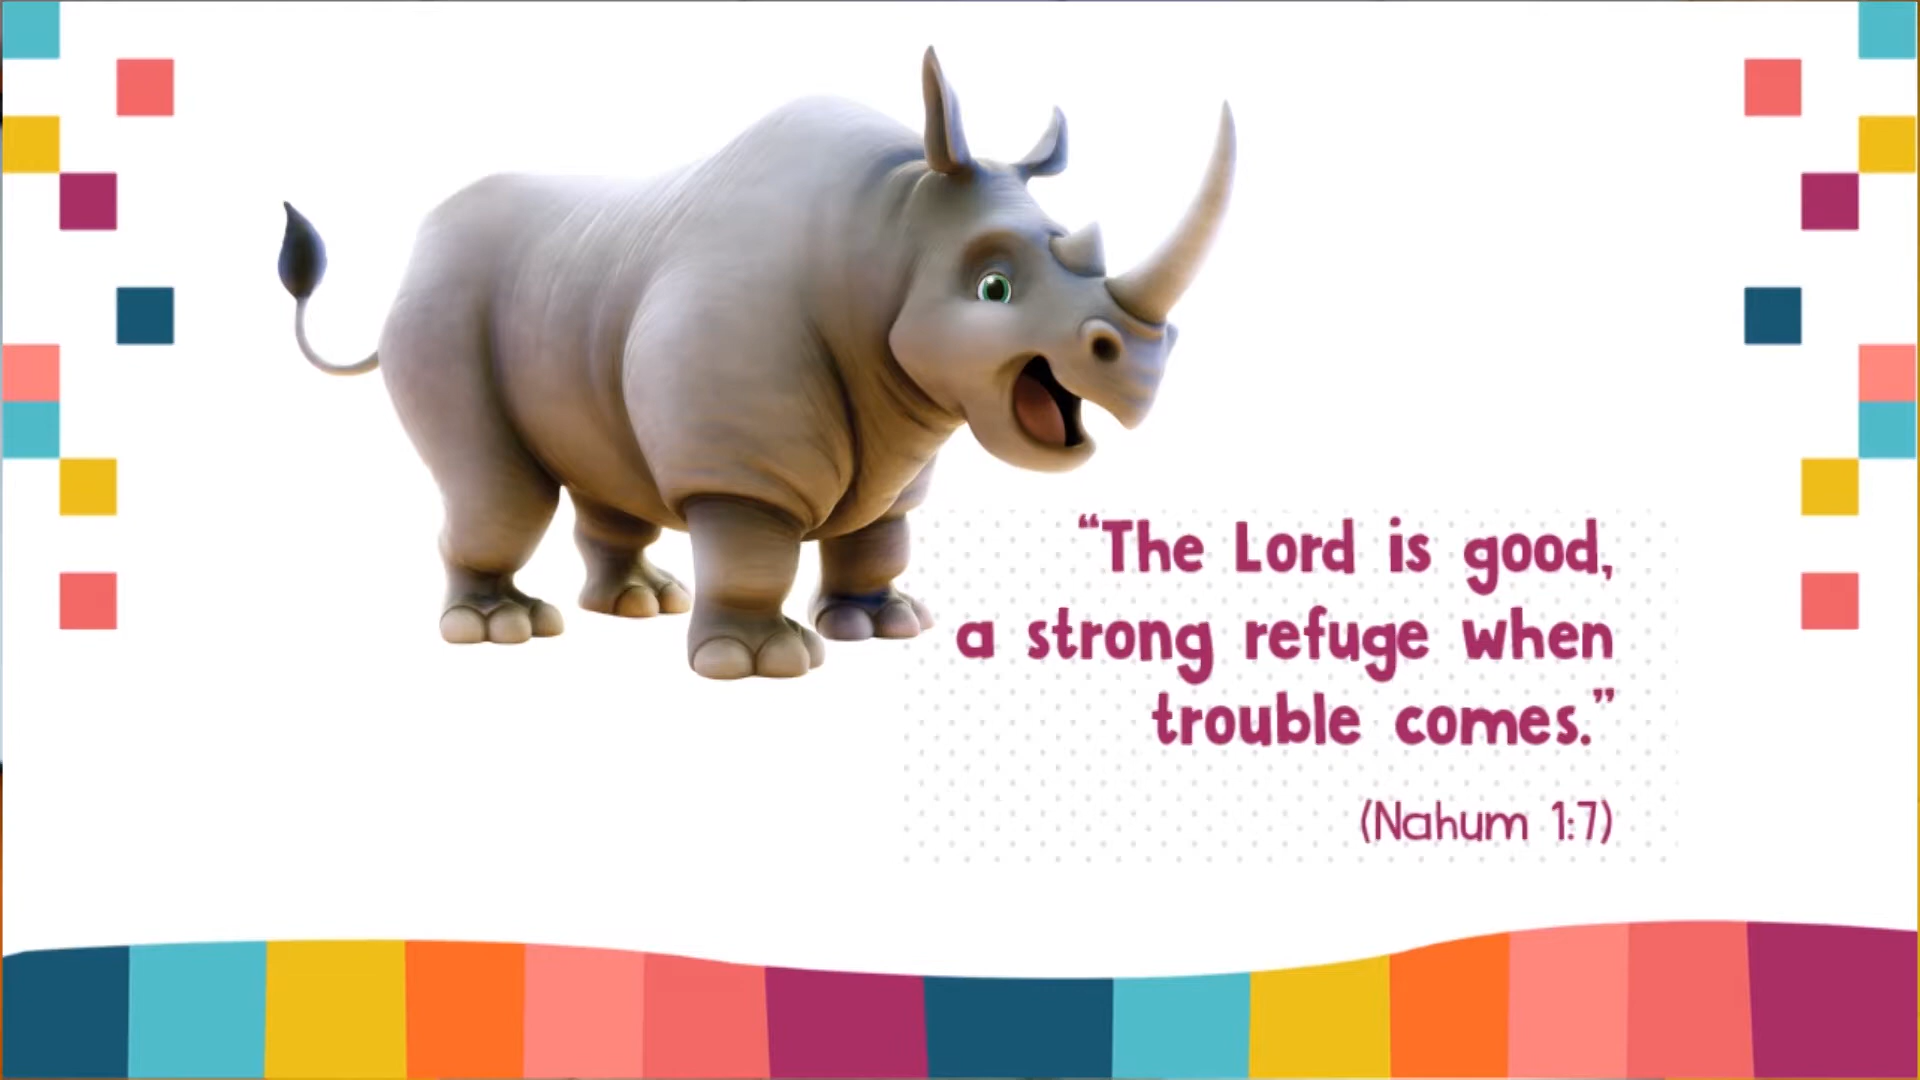 “The Lord is good,
a strong refuge when
trouble comes.”
(Nahum 1:7)